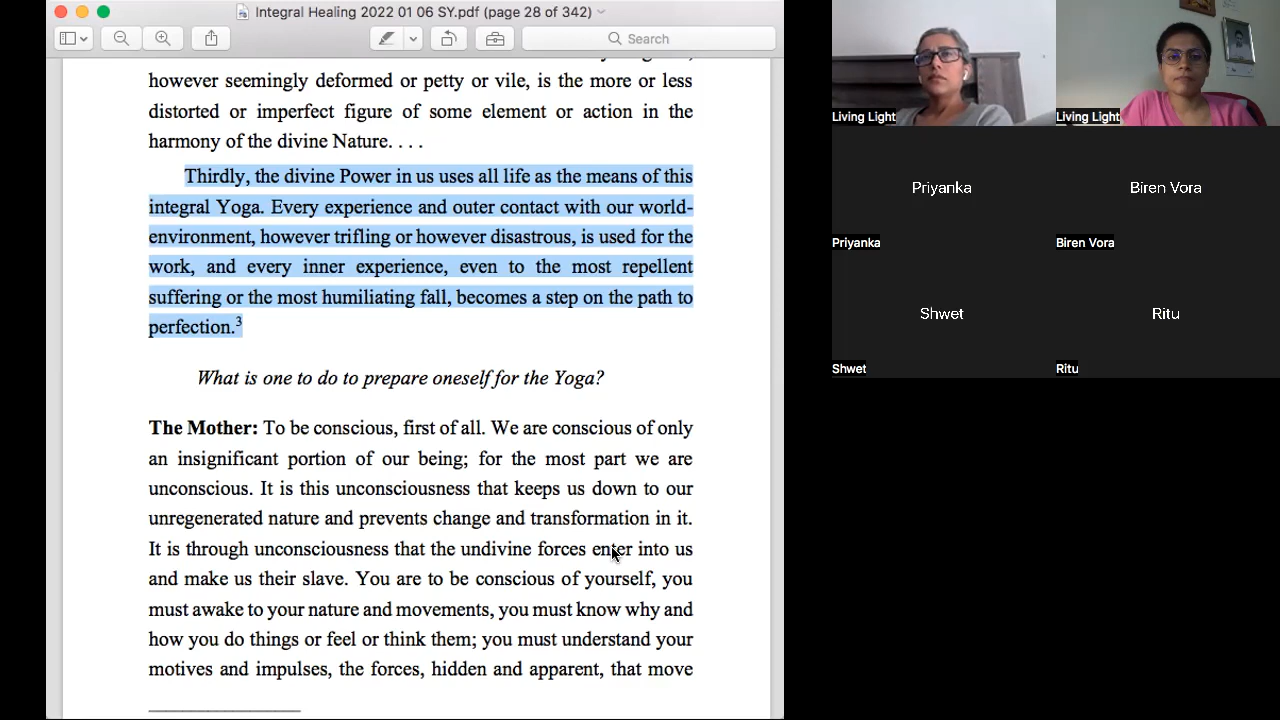 Integral Healing 2022 01 06 SY.pdf (page 28 of 342)
Search
however seemingly deformed or petty or vile, is the more or less
distorted or imperfect figure of some element or action in the
harmony of the divine Nature. . . .
Thirdly, the divine Power in us uses all life as the means of this
integral Yoga. Every experience and outer contact with our world-
environment, however trifling or however disastrous, is used for the
work, and every inner experience, even to the most repellent
suffering or the most humiliating fall, becomes a step on the path to
perfection.3
What is one to do to prepare oneself for the Yoga?
The Mother: To be conscious, first of all. We are conscious of only
an insignificant portion of our being; for the most part we are
unconscious. It is this unconsciousness that keeps us down to our
unregenerated nature and prevents change and transformation in it.
It is through unconsciousness that the undivine forces enter into us
and make us their slave. You are to be conscious of yourself, you
must awake to your nature and movements, you must know why and
how you do things or feel or think them; you must understand your
motives and impulses, the forces, hidden and apparent, that move
Living Light
Living Light
Priyanka
Priyanka
Biren Vora
Biren Vora
Shwet
Shwet
Ritu
Ritu